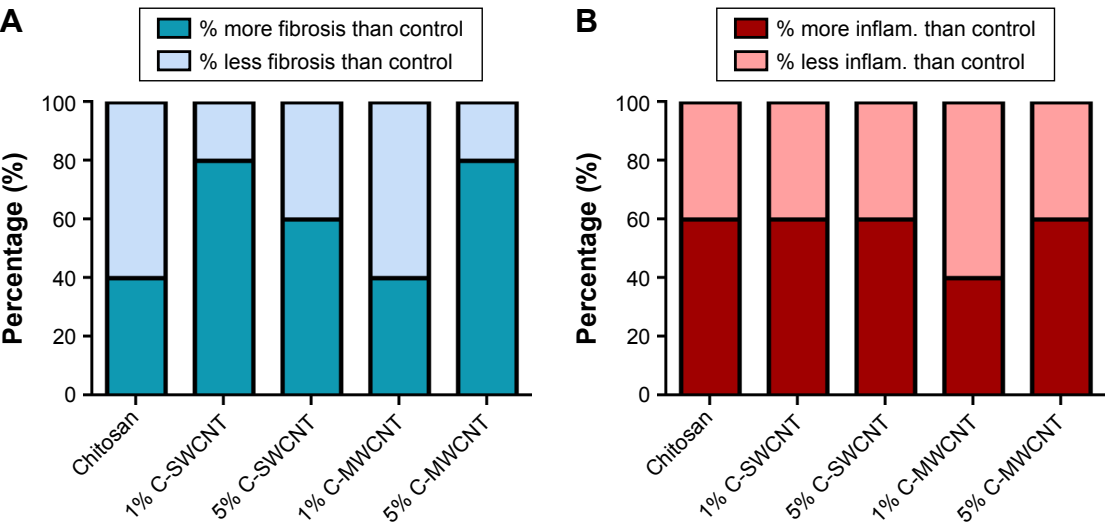 A
% more fibrosis than control
% less fibrosis than control
Percentage (%)
100
80
60
40
20
0
Chitosan
1% C-SWCNT
5% C-SWCNT
1% C-MWCNT
5% C-MWCNT
B
% more inflam. than control
% less inflam. than control
Percentage (%)
100
80
60
40
20
0
Chitosan
1% C-SWCNT
5% C-SWCNT
1% C-MWCNT
5% C-MWCNT